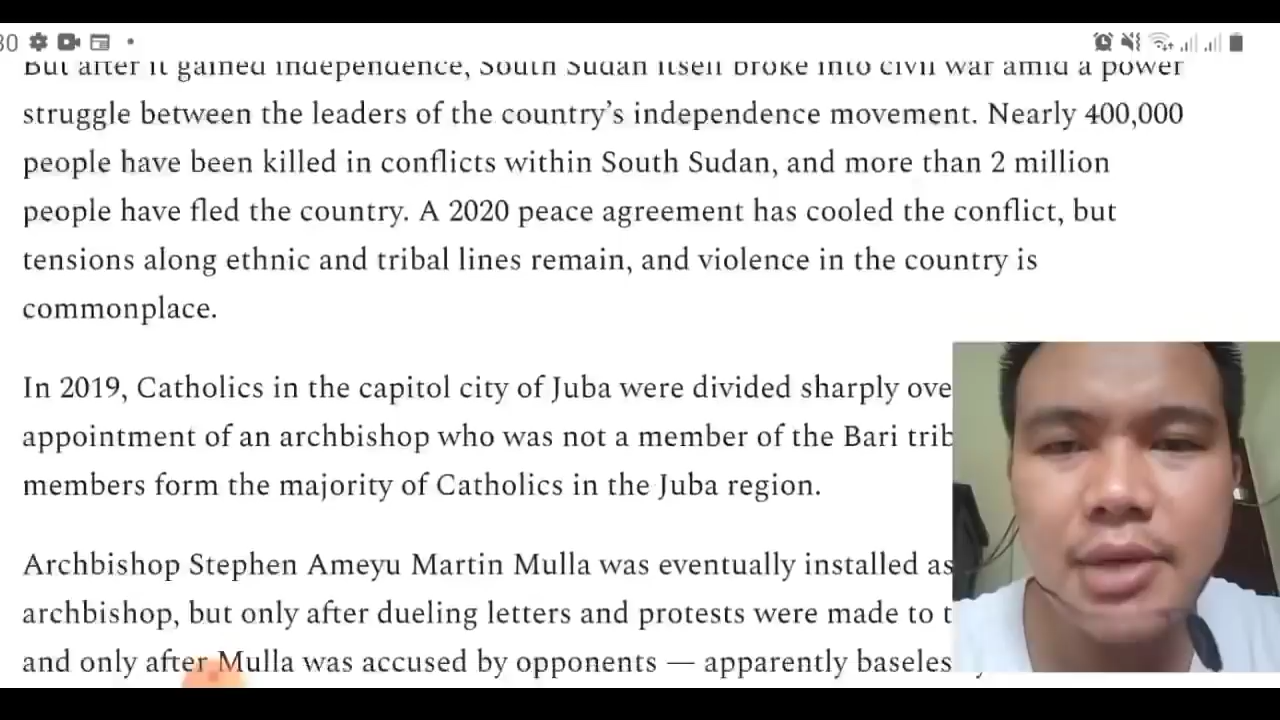 30
But after it gained independence, South Sudan itself broke into civil war amid a power
struggle between the leaders of the country’s independence movement. Nearly 400,000
people have been killed in conflicts within South Sudan, and more than 2 million
people have fled the country. A 2020 peace agreement has cooled the conflict, but
tensions along ethnic and tribal lines remain, and violence in the country is
commonplace.
In 2019, Catholics in the capitol city of Juba were divided sharply ove
appointment of an archbishop who was not a member of the Bari trib
members form the majority of Catholics in the Juba region.
Archbishop Stephen Ameyu Martin Mulla was eventually installed as
archbishop, but only after dueling letters and protests were made to t
and only after Mulla was accused by opponents — apparently baseles